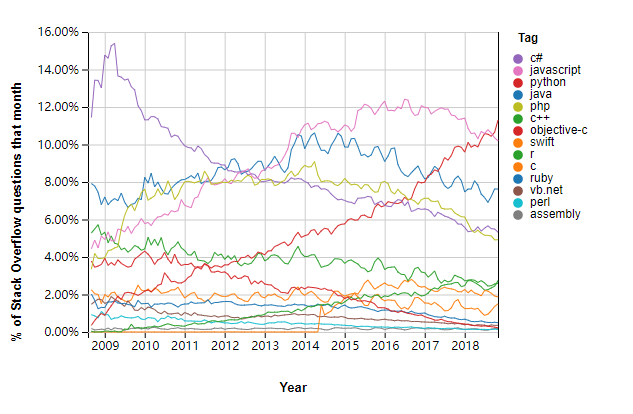 16.00%
14.00%
12.00%
10.00%
8.00%
6.00%
4.00%
2.00%
0.00%
% of Stack Overflow questions that month
2009 2010 2011 2012 2013 2014 2015 2016 2017 2018
Year
Tag
c#
javascript
python
java
php
c++
objective-c
swift
r
c
ruby
vb.net
perl
assembly